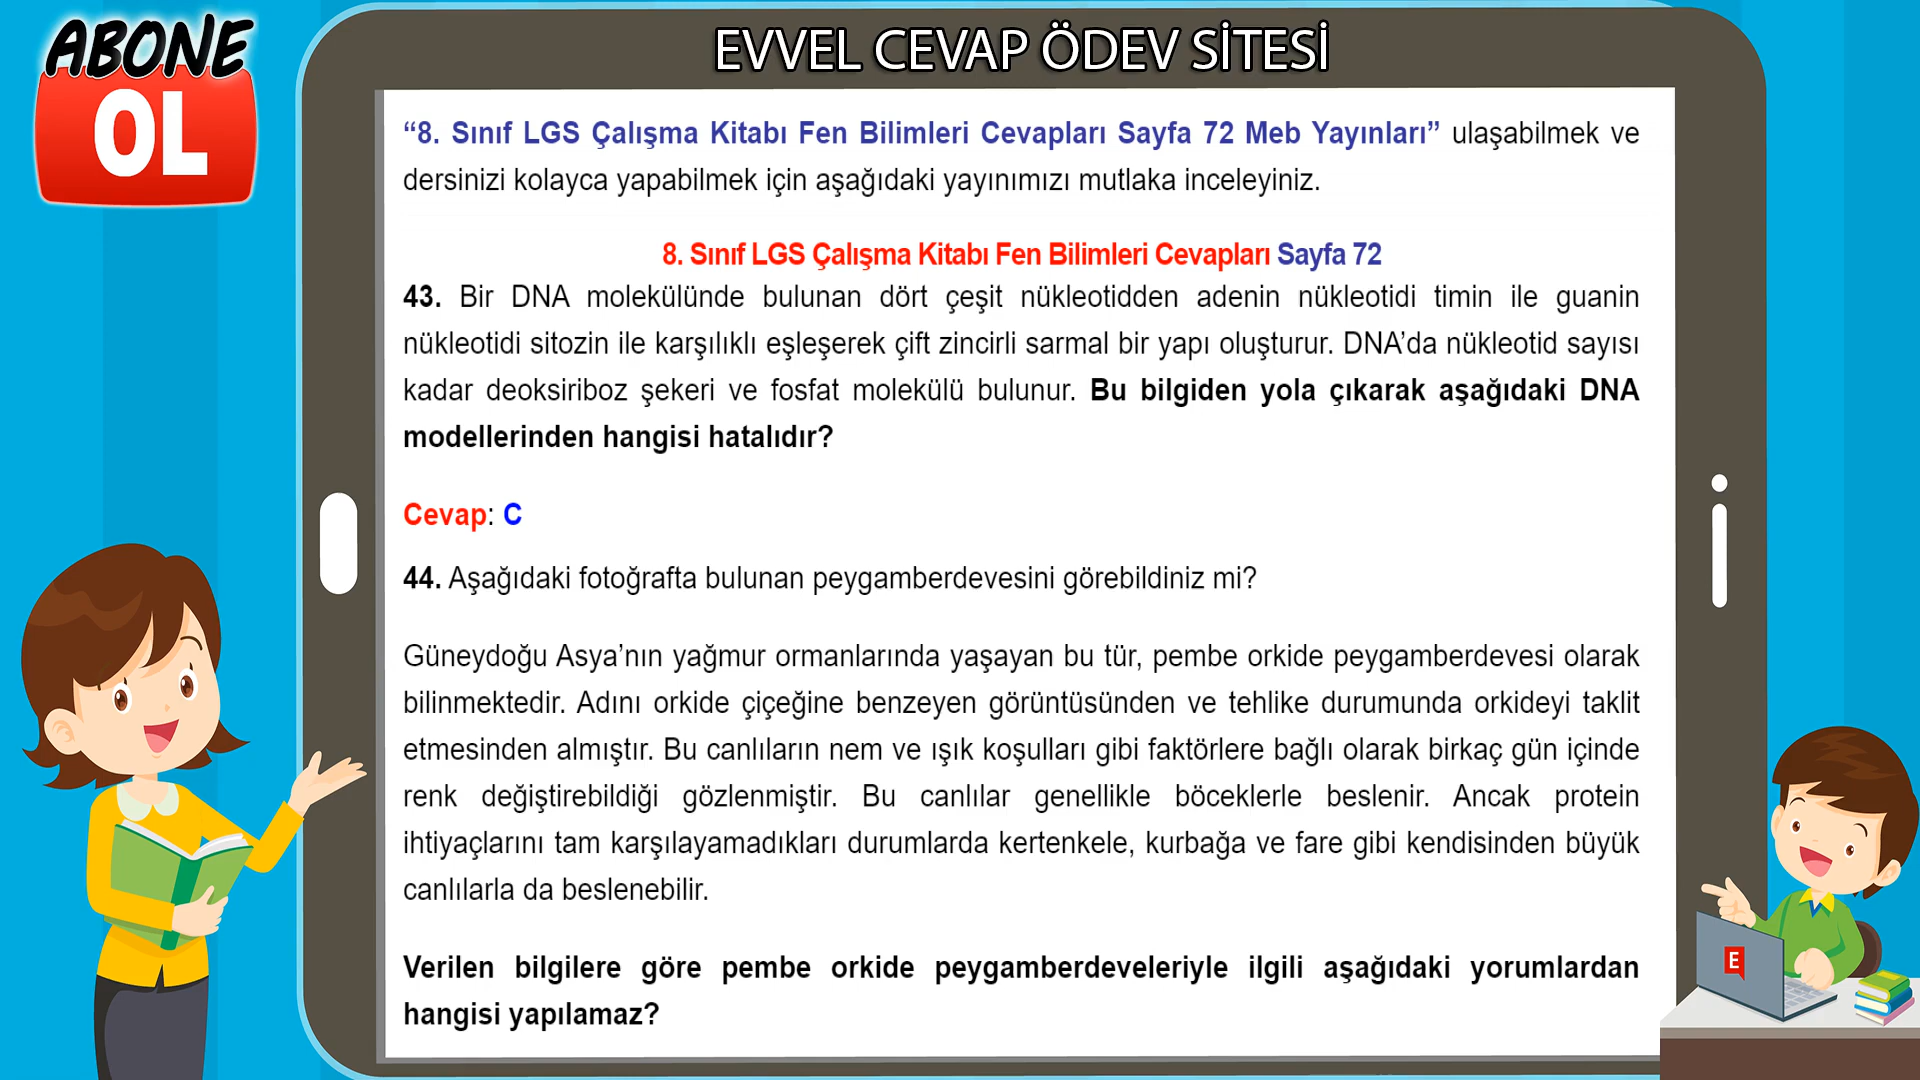 ABONE
OL
EVVEL CEVAP ÖDEV SİTESİ
“8. Sınıf LGS Çalışma Kitabı Fen Bilimleri Cevapları Sayfa 72 Meb Yayınları” ulaşabilmek ve
dersinizi kolayca yapabilmek için aşağıdaki yayınımızı mutlaka inceleyiniz.
8. Sınıf LGS Çalışma Kitabı Fen Bilimleri Cevapları Sayfa 72
43. Bir DNA molekülünde bulunan dört çeşit nükleotidden adenin nükleotidi timin ile guanin
nükleotidi sitozin ile karşılıklı eşleşerek çift zincirli sarmal bir yapı oluşturur. DNA’da nükleotid sayısı
kadar deoksiriboz şekeri ve fosfat molekülü bulunur. Bu bilgiden yola çıkarak aşağıdaki DNA
modellerinden hangisi hatalıdır?
Cevap: C
44. Aşağıdaki fotoğrafta bulunan peygamberdevesini görebildiniz mi?
Güneydoğu Asya’nın yağmur ormanlarında yaşayan bu tür, pembe orkide peygamberdevesi olarak
bilinmektedir. Adını orkide çiçeğine benzeyen görüntüsünden ve tehlike durumunda orkideyi taklit
etmesinden almıştır. Bu canlıların nem ve ışık koşulları gibi faktörlere bağlı olarak birkaç gün içinde
renk değiştirebildiği gözlenmiştir. Bu canlılar genellikle böceklerle beslenir. Ancak protein
ihtiyaçlarını tam karşılayamadıkları durumlarda kertenkele, kurbağa ve fare gibi kendisinden büyük
canlılarla da beslenebilir.
Verilen bilgilere göre pembe orkide peygamberdeveleriyle ilgili aşağıdaki yorumlardan
hangisi yapılamaz?
E